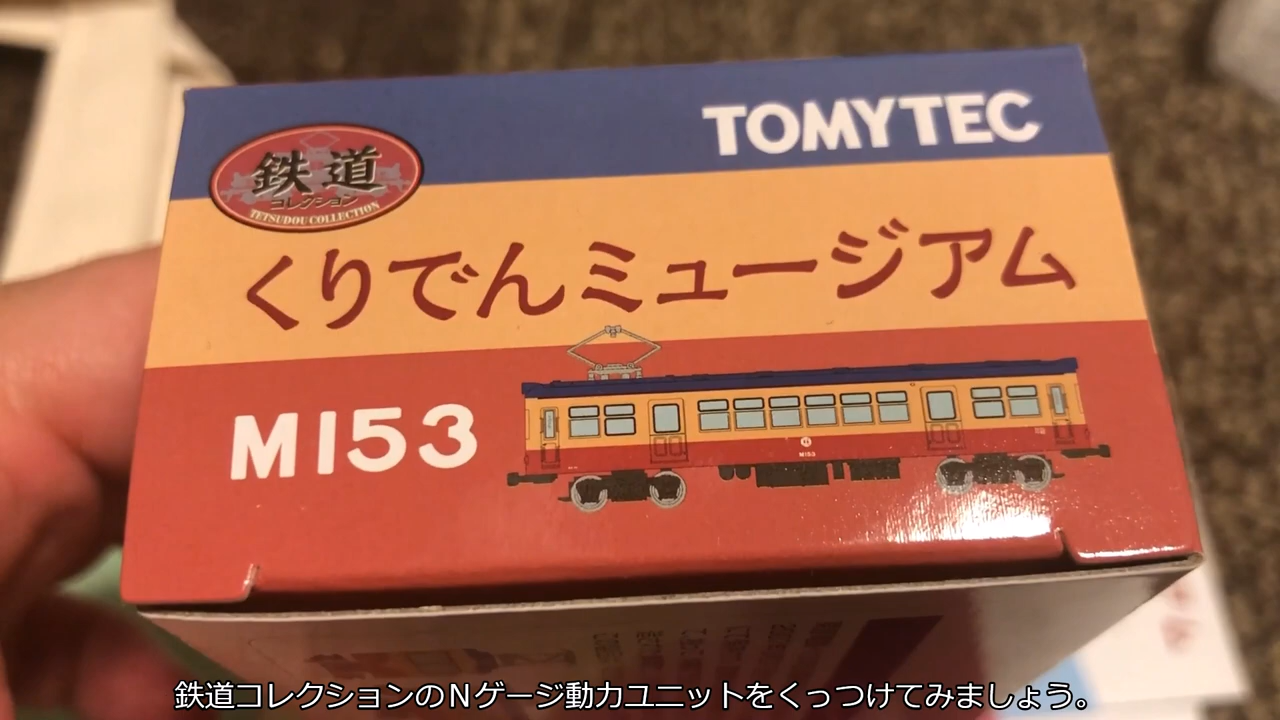 TOMYTEC
鉄道
コレクション
TETSUDOU COLLECTION
くりでんミュージアム
M153
M153
鉄道コレクションのNゲージ動力ユニットをくっつけてみましょう。